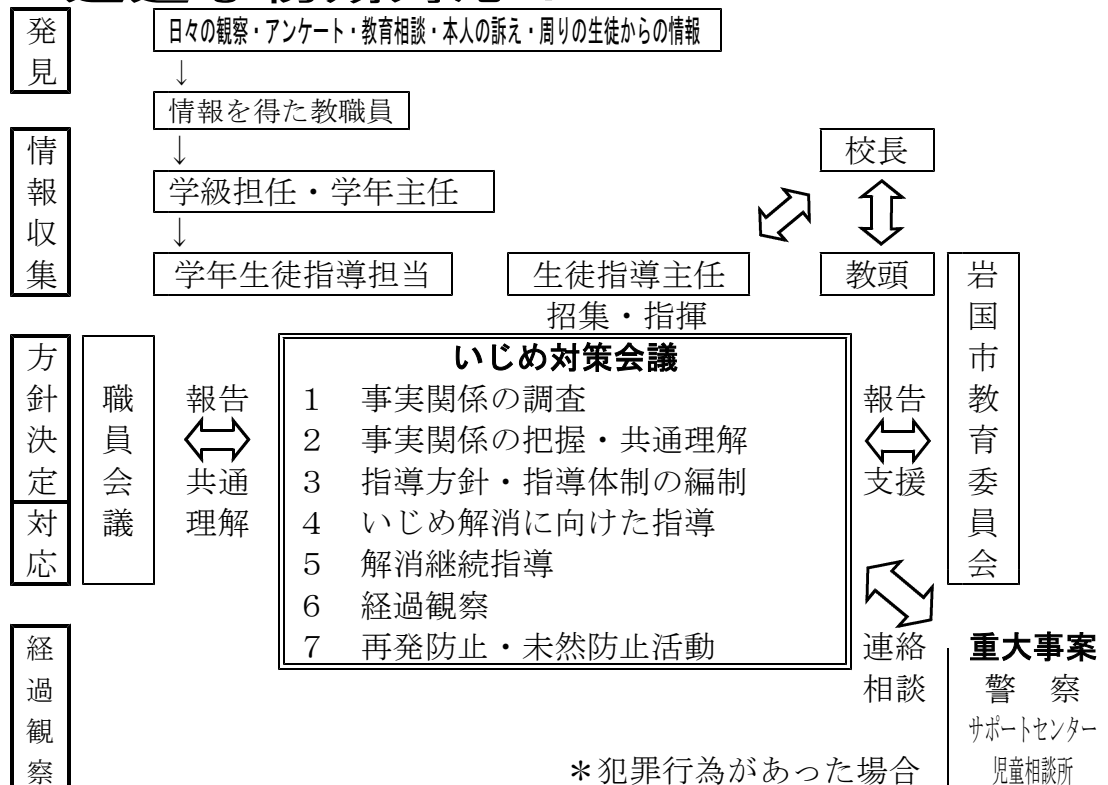 発見
日々の観察・アンケート・教育相談・本人の訴え・周りの生徒からの情報
↓
情報を得た教職員
↓
情報収集
学級担任・学年主任
↓
学年生徒指導担当
生徒指導主任
校長
教頭
招集・指揮
岩国市教育委員会
方針決定
対応
職員会議
報告
共通
理解
いじめ対策会議
1 事実関係の調査
2 事実関係の把握・共通理解
3 指導方針・指導体制の編制
4 いじめ解消に向けた指導
5 解消継続指導
6 経過観察
7 再発防止・未然防止活動
報告
支援
経過観察
連絡
相談
重大事案
警 察
サポートセンター
児童相談所
＊犯罪行為があった場合